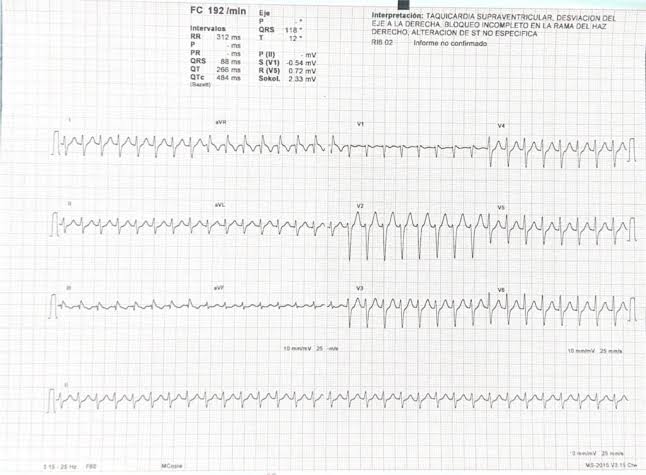 FC 192 /min
Eje
P - °
Intervalos
QRS 118 °
RR 312 ms
T 12 °
P - ms
PR - ms
P (II) - mV
QRS 88 ms
S (V1) -0.54 mV
QT 266 ms
R (V5) 0.72 mV
QTc 484 ms
Sokol. 2.33 mV
(Bazett)
Interpretación: TAQUICARDIA SUPRAVENTRICULAR, DESVIACION DEL
EJE A LA DERECHA, BLOQUEO INCOMPLETO EN LA RAMA DEL HAZ
DERECHO, ALTERACION DE ST NO ESPECIFICA
Informe no confirmado
I aVR V1 V4
II aVL V2 V5
III aVF V3 V6
10 mm/mV 25 mm/s
10 mm/mV 25 mm/s
II
10 mm/mV 25 mm/s
F60
MS-2015